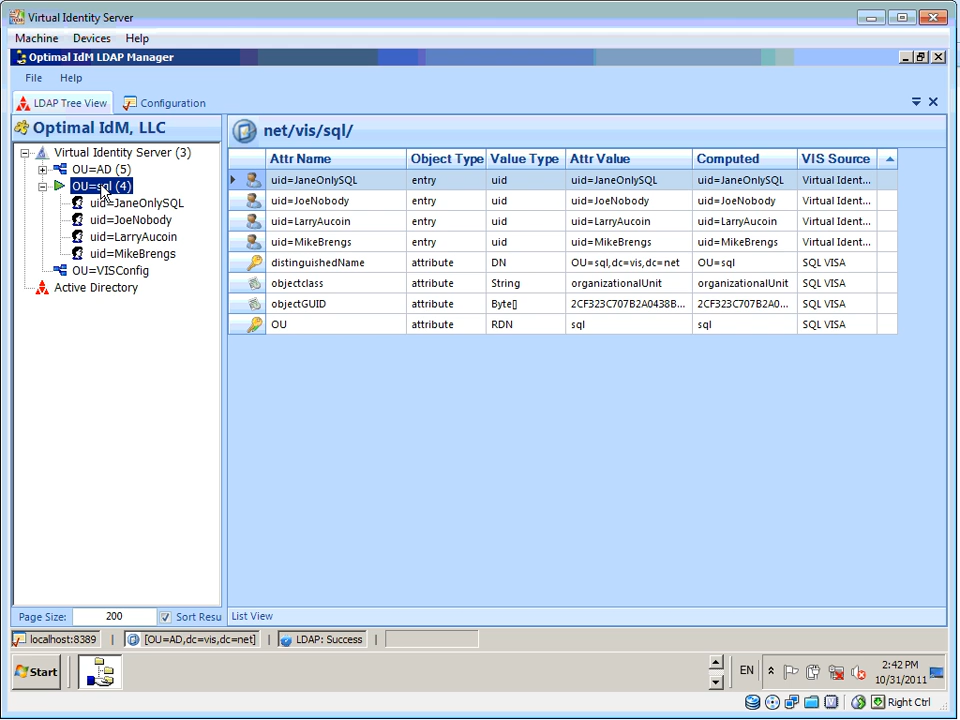 Virtual Identity Server
Machine Devices Help
Optimal IdM LDAP Manager
File Help
LDAP Tree View Configuration
Optimal IdM, LLC
net/vis/sql/
Virtual Identity Server (3)
OU=AD (5)
OU=sql (4)
uid=JaneOnlySQL
uid=JoeNobody
uid=LarryAucoin
uid=MikeBrengs
OU=VISConfig
Active Directory
Attr Name Object Type Value Type Attr Value Computed VIS Source
uid=JaneOnlySQL entry uid uid=JaneOnlySQL uid=JaneOnlySQL Virtual Ident...
uid=JoeNobody entry uid uid=JoeNobody uid=JoeNobody Virtual Ident...
uid=LarryAucoin entry uid uid=LarryAucoin uid=LarryAucoin Virtual Ident...
uid=MikeBrengs entry uid uid=MikeBrengs uid=MikeBrengs Virtual Ident...
distinguishedName attribute DN OU=sql,dc=vis,dc=net OU=sql SQL VISA
objectclass attribute String organizationalUnit organizationalUnit SQL VISA
objectGUID attribute Byte[] 2CF323C707B2A0438B... 2CF323C707B2A0... SQL VISA
OU attribute RDN sql sql SQL VISA
Page Size: 200 Sort Resu
List View
localhost:8389 | [OU=AD,dc=vis,dc=net] | LDAP: Success |
Start
EN
2:42 PM
10/31/2011
Right Ctrl